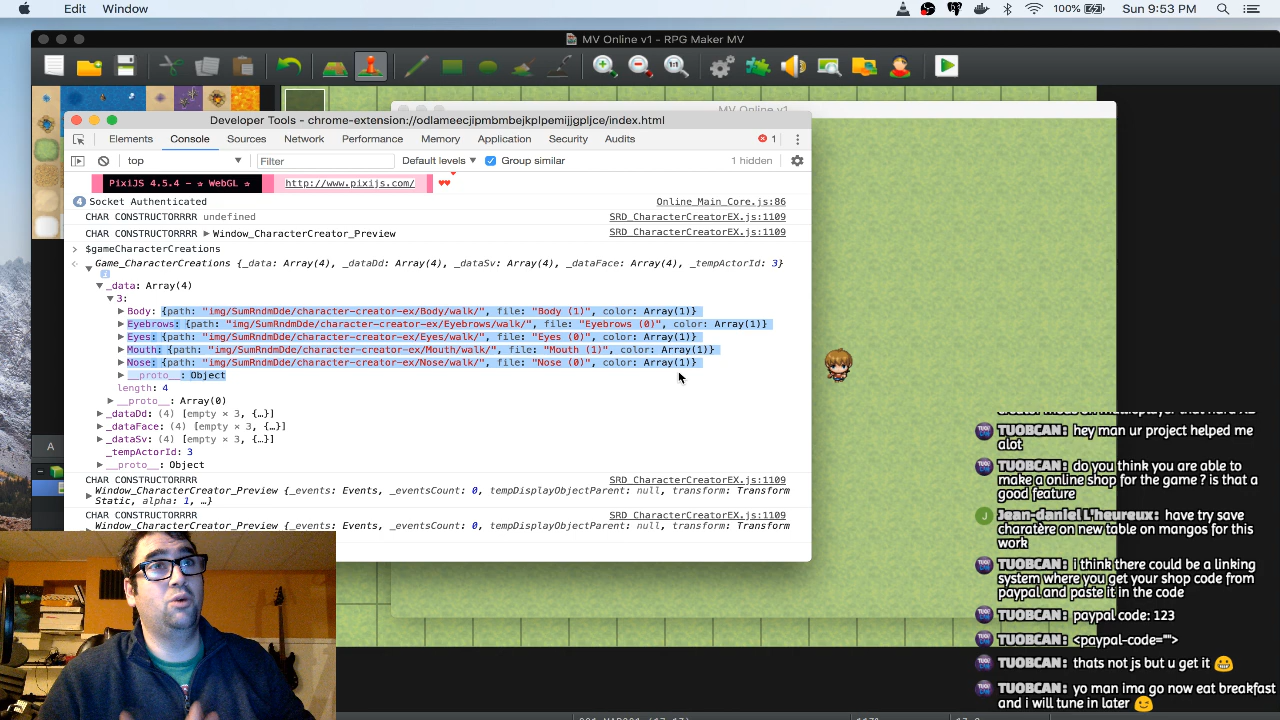 Edit Window 100% Sun 9:53 PM
MV Online v1 - RPG Maker MV
MV Online v1
Developer Tools - chrome-extension://odlameecjipmbmbejkplpemijjgpljce/index.html
Elements Console Sources Network Performance Memory Application Security Audits 1
top Filter Default levels Group similar 1 hidden
PixiJS 4.5.4 - ✰ WebGL ✰ http://www.pixijs.com/ ♥♥
4 Socket Authenticated Online_Main_Core.js:86
CHAR CONSTRUCTORRRR undefined SRD_CharacterCreatorEX.js:1109
CHAR CONSTRUCTORRRR ▶ Window_CharacterCreator_Preview SRD_CharacterCreatorEX.js:1109
> $gameCharacterCreations
Game_CharacterCreations {_data: Array(4), _dataDd: Array(4), _dataSv: Array(4), _dataFace: Array(4), _tempActorId: 3}
▼ _data: Array(4)
▼ 3:
▶ Body: {path: "img/SumRndmDde/character-creator-ex/Body/walk/", file: "Body (1)", color: Array(1)}
▶ Eyebrows: {path: "img/SumRndmDde/character-creator-ex/Eyebrows/walk/", file: "Eyebrows (0)", color: Array(1)}
▶ Eyes: {path: "img/SumRndmDde/character-creator-ex/Eyes/walk/", file: "Eyes (0)", color: Array(1)}
▶ Mouth: {path: "img/SumRndmDde/character-creator-ex/Mouth/walk/", file: "Mouth (1)", color: Array(1)}
▶ Nose: {path: "img/SumRndmDde/character-creator-ex/Nose/walk/", file: "Nose (0)", color: Array(1)}
▶ __proto__: Object
length: 4
▶ __proto__: Array(0)
▶ _dataDd: (4) [empty × 3, {…}]
▶ _dataFace: (4) [empty × 3, {…}]
▶ _dataSv: (4) [empty × 3, {…}]
_tempActorId: 3
▶ __proto__: Object
CHAR CONSTRUCTORRRR SRD_CharacterCreatorEX.js:1109
Window_CharacterCreator_Preview {_events: Events, _eventsCount: 0, tempDisplayObjectParent: null, transform: Transform
Static, alpha: 1, …}
CHAR CONSTRUCTORRRR SRD_CharacterCreatorEX.js:1109
Window_CharacterCreator_Preview {_events: Events, _eventsCount: 0, tempDisplayObjectParent: null, transform: Transform
A
TUOBCAN: hey man ur project helped me
alot
TUOBCAN: do you think you are able to
make a online shop for the game ? is that a
good feature
J Jean-daniel L'heureux: have try save
charatère on new table on mangos for this
work
TUOBCAN: i think there could be a linking
system where you get your shop code from
paypal and paste it in the code
TUOBCAN: paypal code: 123
TUOBCAN: <paypal-code="">
TUOBCAN: thats not js but u get it 😬
TUOBCAN: yo man ima go now eat breakfast
and i will tune in later 😋